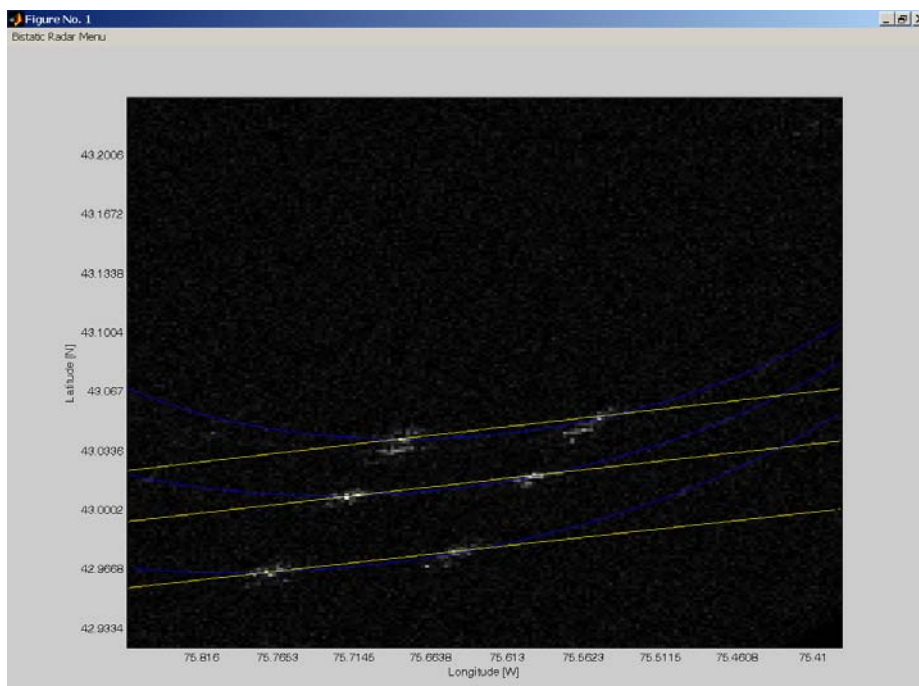 Figure No. 1
Bistatic Radar Menu
43.2006
43.1672
43.1338
43.1004
43.067
43.0336
43.0002
42.9668
42.9334
Latitude [N]
75.816 75.7653 75.7145 75.6638 75.613 75.5623 75.5115 75.4608 75.41
Longitude [W]